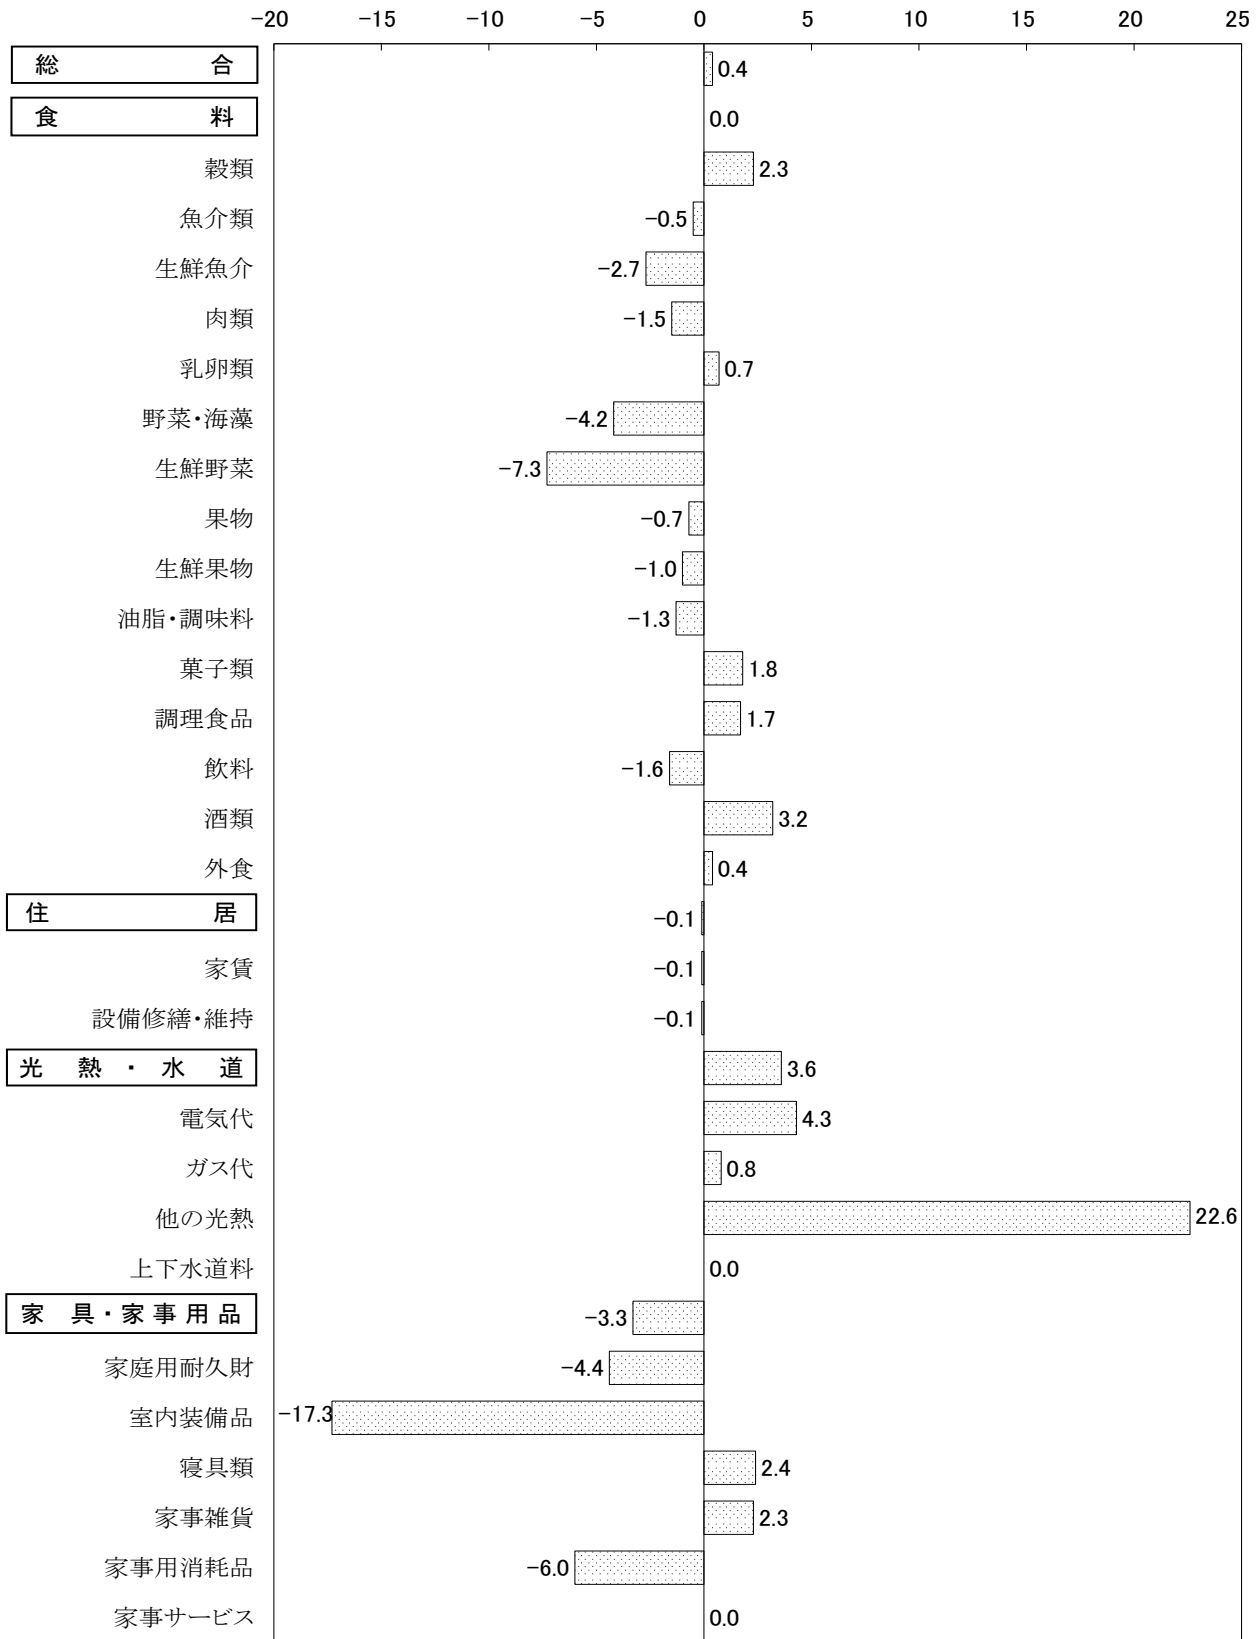 −20 −15 −10 −5 0 5 10 15 20 25
総合 0.4
食料 0.0
穀類 2.3
魚介類 −0.5
生鮮魚介 −2.7
肉類 −1.5
乳卵類 0.7
野菜・海藻 −4.2
生鮮野菜 −7.3
果物 −0.7
生鮮果物 −1.0
油脂・調味料 −1.3
菓子類 1.8
調理食品 1.7
飲料 −1.6
酒類 3.2
外食 0.4
住居 −0.1
家賃 −0.1
設備修繕・維持 −0.1
光熱・水道 3.6
電気代 4.3
ガス代 0.8
他の光熱 22.6
上下水道料 0.0
家具・家事用品 −3.3
家庭用耐久財 −4.4
室内装備品 −17.3
寝具類 2.4
家事雑貨 2.3
家事用消耗品 −6.0
家事サービス 0.0